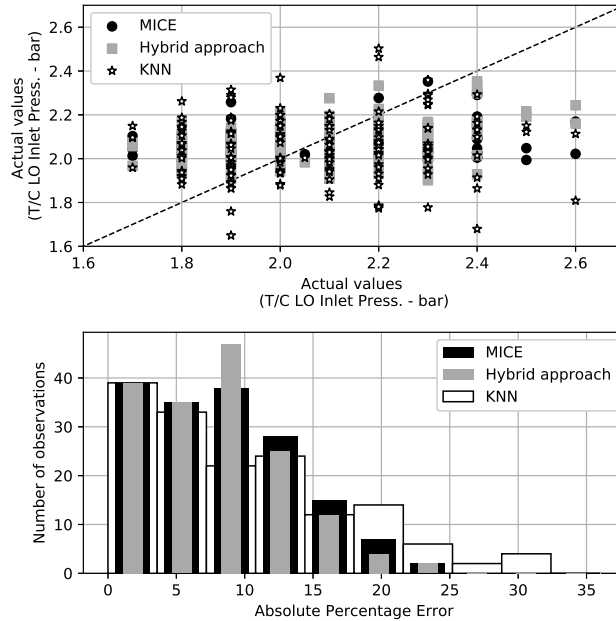 MICE
Hybrid approach
KNN
2.6
2.4
2.2
2.0
1.8
1.6
Actual values
(T/C LO Inlet Press. - bar)
1.6
1.8
2.0
2.2
2.4
2.6
Actual values
(T/C LO Inlet Press. - bar)
MICE
Hybrid approach
KNN
40
30
20
10
0
Number of observations
0
5
10
15
20
25
30
35
Absolute Percentage Error